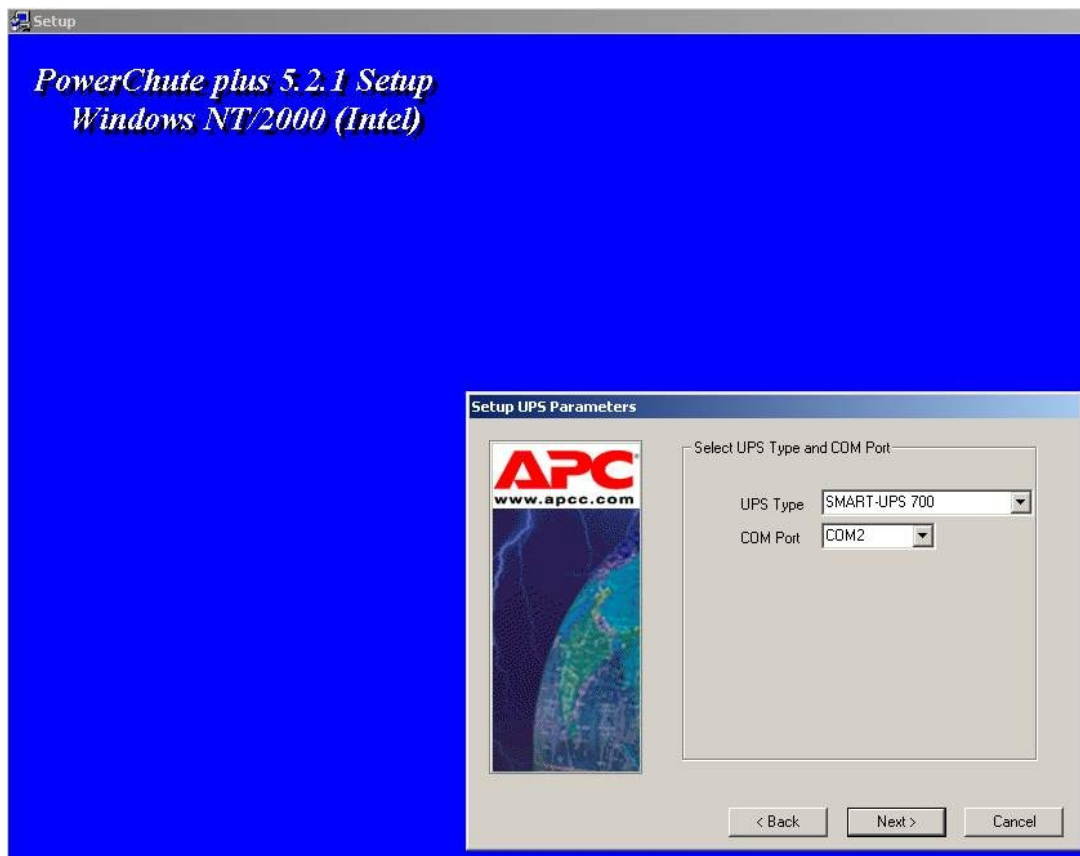 Setup
PowerChute plus 5.2.1 Setup
Windows NT/2000 (Intel)
Setup UPS Parameters
APC
www.apcc.com
Select UPS Type and COM Port
UPS Type SMART-UPS 700
COM Port COM2
< Back Next > Cancel